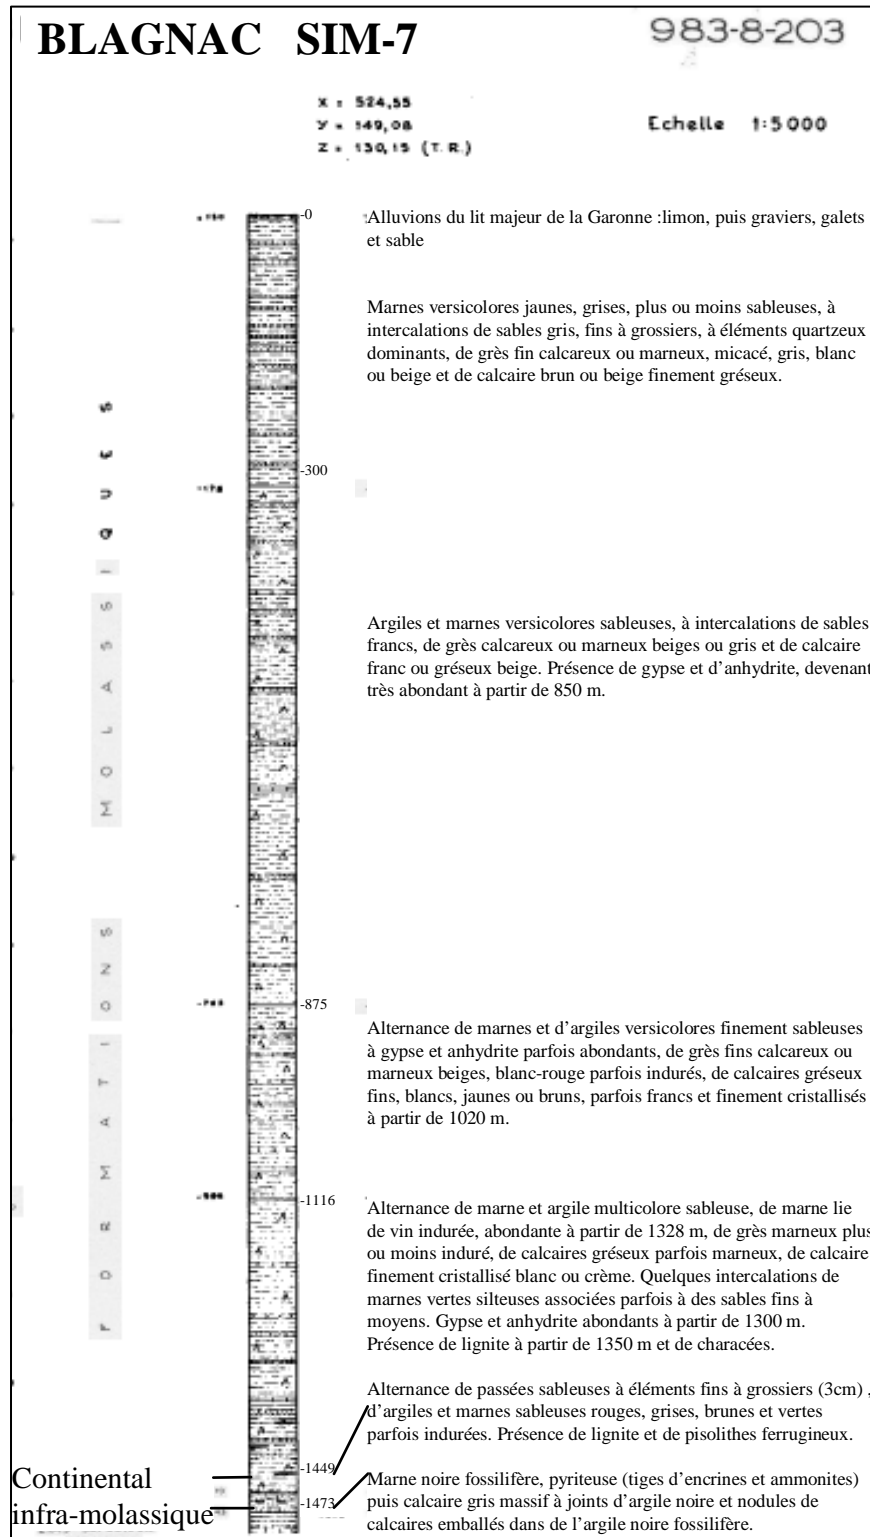 BLAGNAC SIM-7
983-8-203
X = 524,55
Y = 149,08
Z = 130,15 (T.R.)
Echelle 1:5000
-0
Alluvions du lit majeur de la Garonne :limon, puis graviers, galets
et sable
Marnes versicolores jaunes, grises, plus ou moins sableuses, à
intercalations de sables gris, fins à grossiers, à éléments quartzeux
dominants, de grès fin calcareux ou marneux, micacé, gris, blanc
ou beige et de calcaire brun ou beige finement gréseux.
-300
Argiles et marnes versicolores sableuses, à intercalations de sables
francs, de grès calcareux ou marneux beiges ou gris et de calcaire
franc ou gréseux beige. Présence de gypse et d'anhydrite, devenant
très abondant à partir de 850 m.
FORMATIONS MOLASSIQUES
-875
Alternance de marnes et d'argiles versicolores finement sableuses
à gypse et anhydrite parfois abondants, de grès fins calcareux ou
marneux beiges, blanc-rouge parfois indurés, de calcaires gréseux
fins, blancs, jaunes ou bruns, parfois francs et finement cristallisés
à partir de 1020 m.
-1116
Alternance de marne et argile multicolore sableuse, de marne lie
de vin indurée, abondante à partir de 1328 m, de grès marneux plus
ou moins induré, de calcaires gréseux parfois marneux, de calcaire
finement cristallisé blanc ou crème. Quelques intercalations de
marnes vertes silteuses associées parfois à des sables fins à
moyens. Gypse et anhydrite abondants à partir de 1300 m.
Présence de lignite à partir de 1350 m et de characées.
Alternance de passées sableuses à éléments fins à grossiers (3cm) ,
d'argiles et marnes sableuses rouges, grises, brunes et vertes
parfois indurées. Présence de lignite et de pisolithes ferrugineux.
-1449
Continental
infra-molassique
-1473
Marne noire fossilifère, pyriteuse (tiges d'encrines et ammonites)
puis calcaire gris massif à joints d'argile noire et nodules de
calcaires emballés dans de l'argile noire fossilifère.